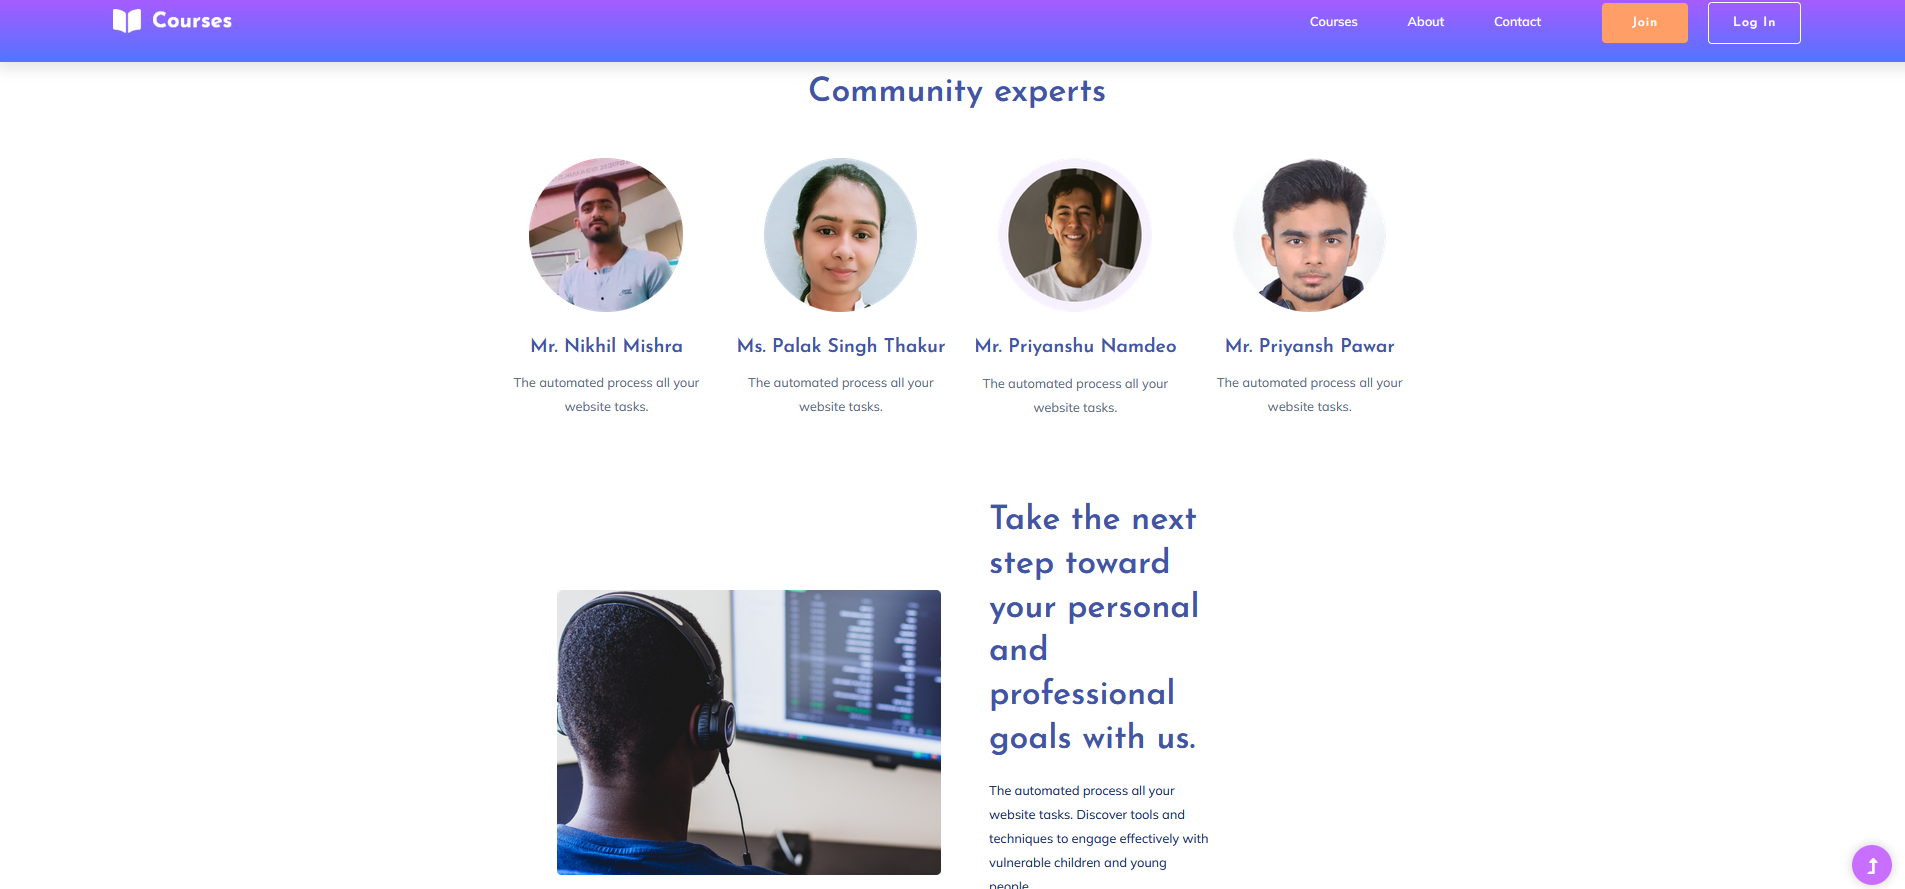 Courses
Courses About Contact Join Log In
Community experts
Mr. Nikhil Mishra
The automated process all your
website tasks.
Ms. Palak Singh Thakur
The automated process all your
website tasks.
Mr. Priyanshu Namdeo
The automated process all your
website tasks.
Mr. Priyansh Pawar
The automated process all your
website tasks.
Take the next
step toward
your personal
and
professional
goals with us.
The automated process all your
website tasks. Discover tools and
techniques to engage effectively with
vulnerable children and young
people